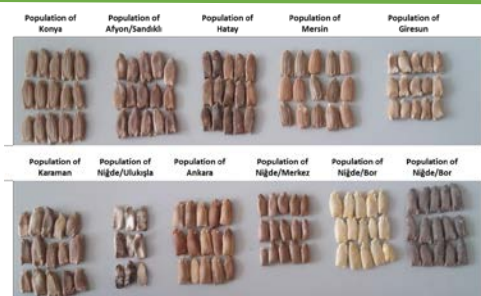 Population of Konya
Population of Afyon/Sandıklı
Population of Hatay
Population of Mersin
Population of Giresun
Population of Karaman
Population of Niğde/Ulukışla
Population of Ankara
Population of Niğde/Merkez
Population of Niğde/Bor
Population of Niğde/Bor